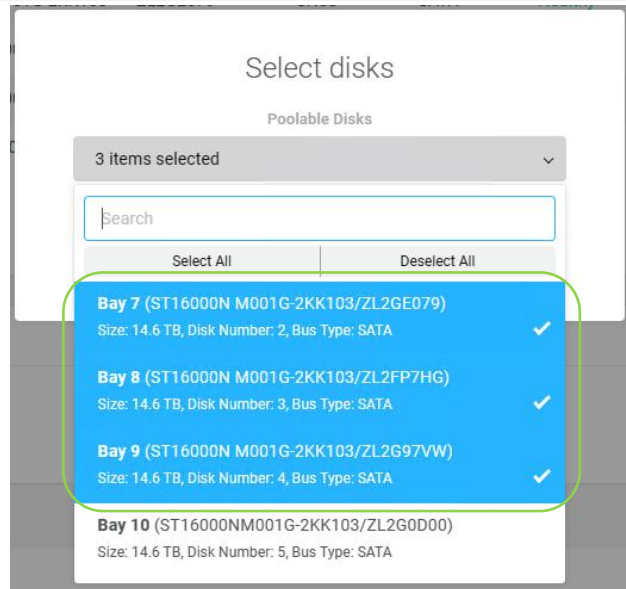 Select disks
Poolable Disks
3 items selected
Search
Select All Deselect All
Bay 7 (ST16000N M001G-2KK103/ZL2GE079)
Size: 14.6 TB, Disk Number: 2, Bus Type: SATA
Bay 8 (ST16000N M001G-2KK103/ZL2FP7HG)
Size: 14.6 TB, Disk Number: 3, Bus Type: SATA
Bay 9 (ST16000N M001G-2KK103/ZL2G97VW)
Size: 14.6 TB, Disk Number: 4, Bus Type: SATA
Bay 10 (ST16000NM001G-2KK103/ZL2G0D00)
Size: 14.6 TB, Disk Number: 5, Bus Type: SATA